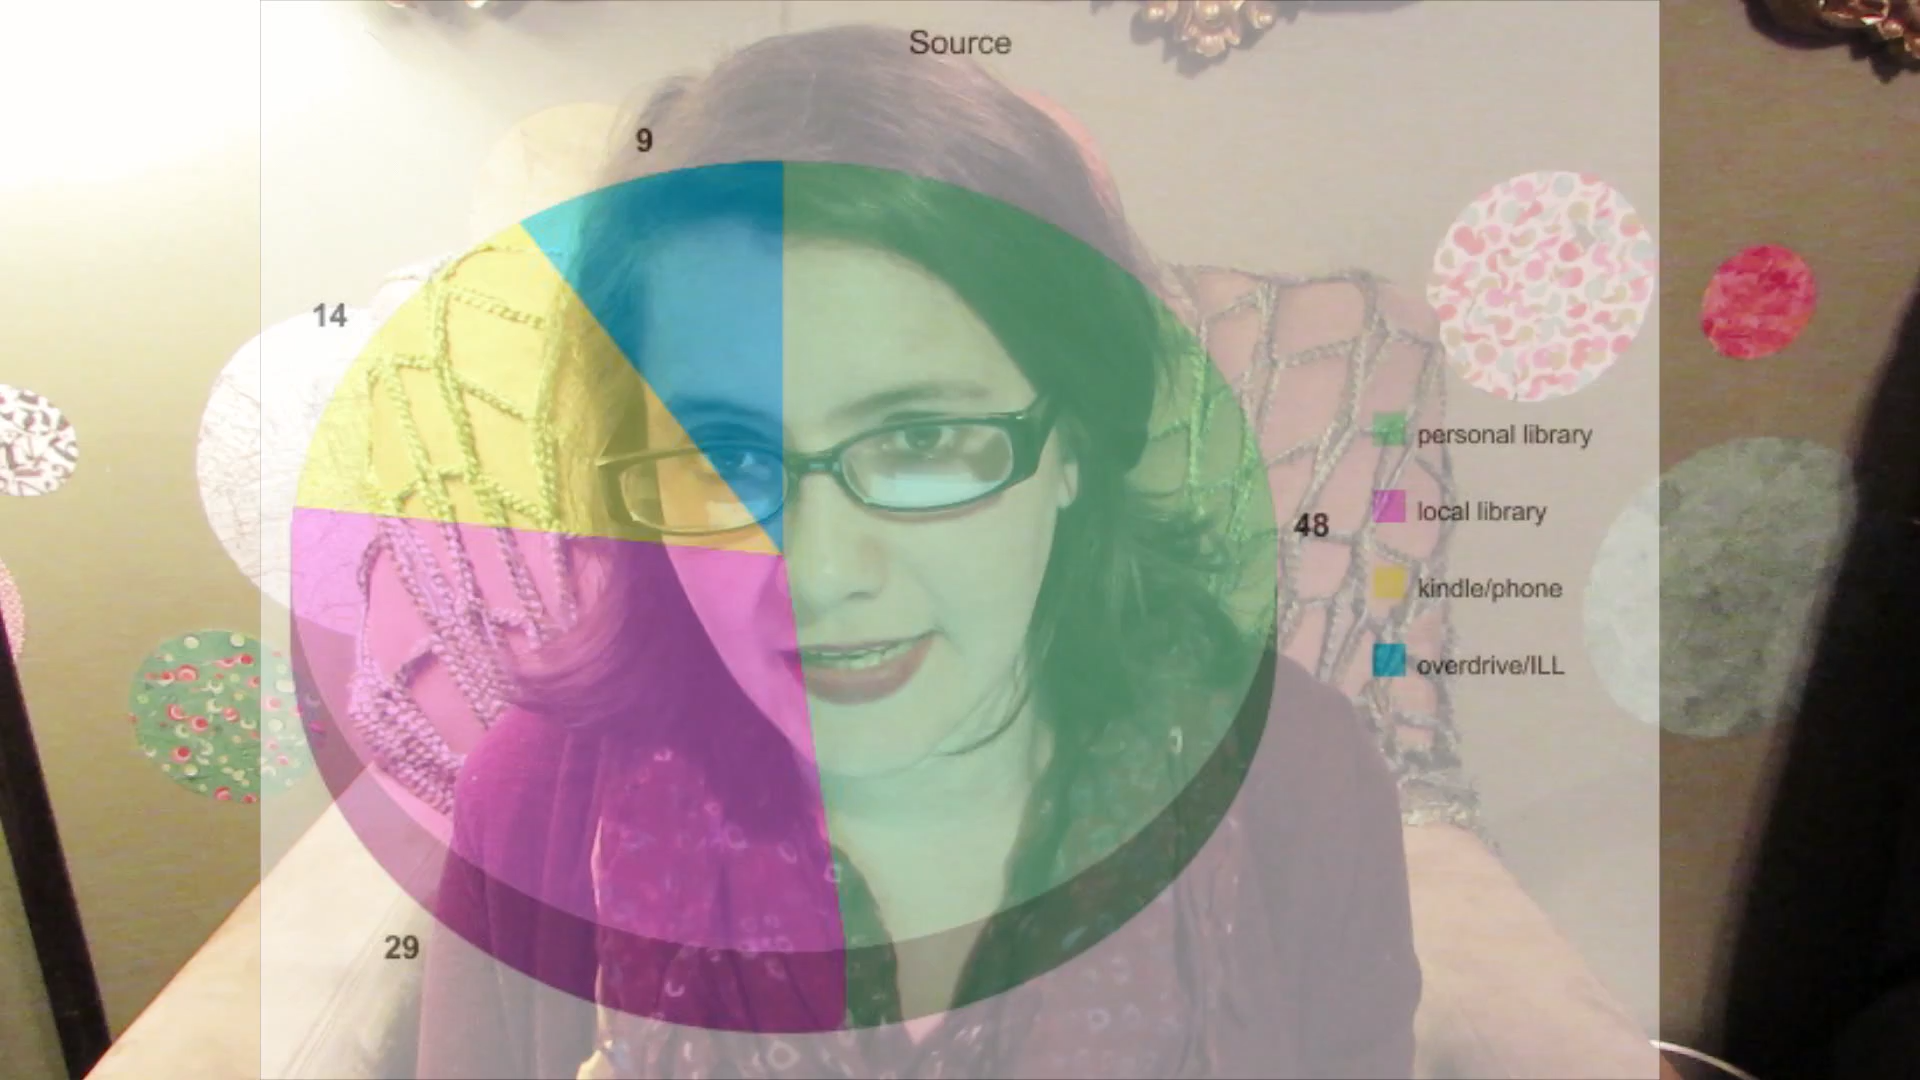 Source
9
14
48
29
personal library
local library
kindle/phone
overdrive/ILL